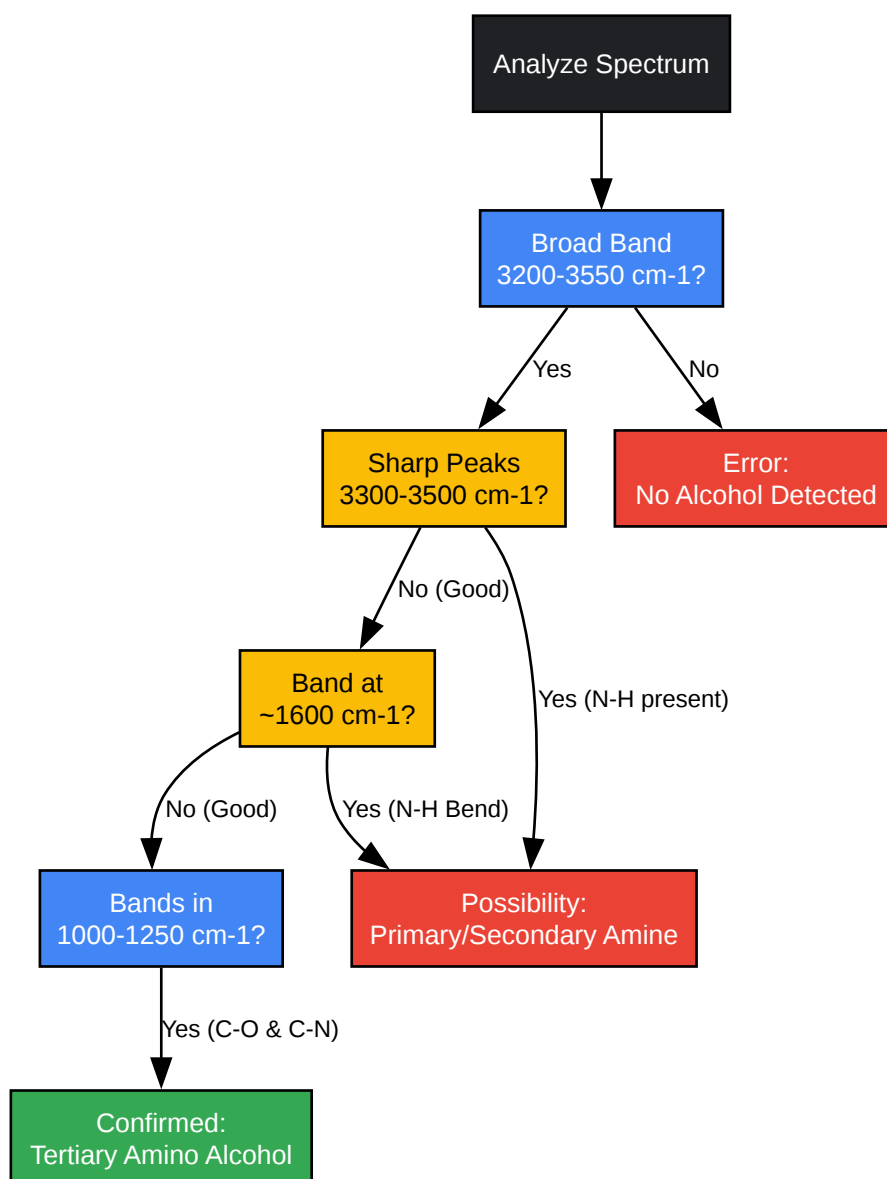 Analyze Spectrum
Broad Band
3200-3550 cm-1?
Yes
No
Sharp Peaks
3300-3500 cm-1?
Error:
No Alcohol Detected
No (Good)
Yes (N-H present)
Band at
~1600 cm-1?
No (Good)
Yes (N-H Bend)
Bands in
1000-1250 cm-1?
Possibility:
Primary/Secondary Amine
Yes (C-O & C-N)
Confirmed:
Tertiary Amino Alcohol